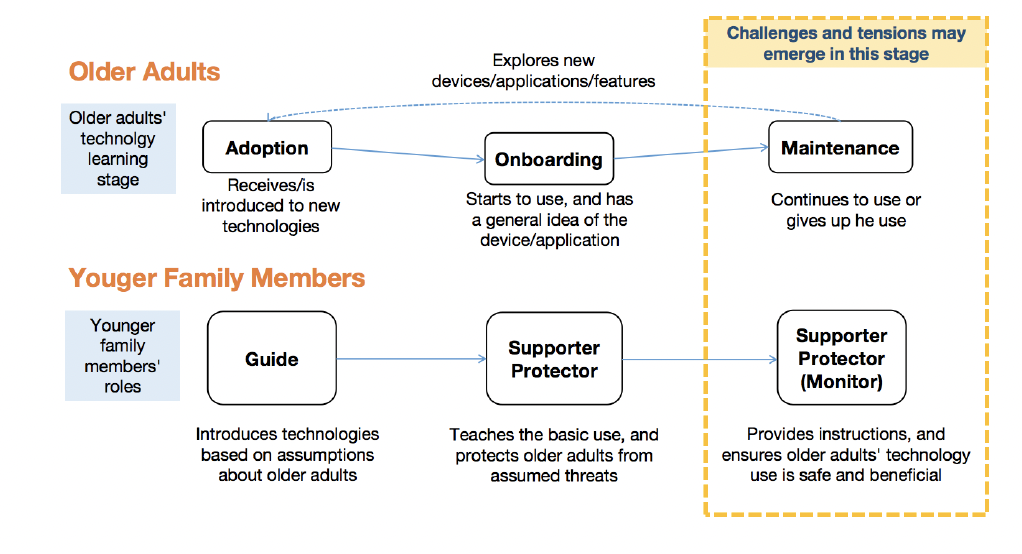 Challenges and tensions may
emerge in this stage
Explores new
devices/applications/features
Older Adults
Older adults'
technolgy
learning
stage
Adoption
Onboarding
Maintenance
Receives/is
introduced to new
technologies
Starts to use, and has
a general idea of the
device/application
Continues to use or
gives up he use
Youger Family Members
Younger
family
members'
roles
Guide
Supporter
Protector
Supporter
Protector
(Monitor)
Introduces technologies
based on assumptions
about older adults
Teaches the basic use, and
protects older adults from
assumed threats
Provides instructions, and
ensures older adults' technology
use is safe and beneficial